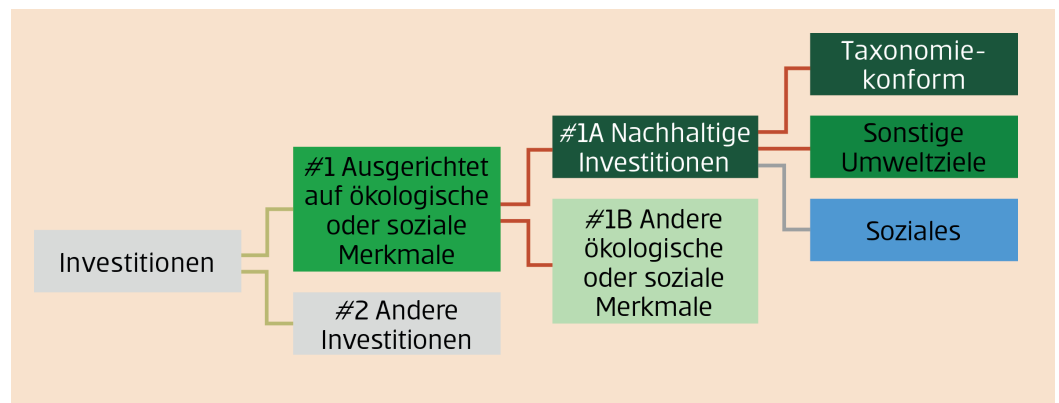 Investitionen
#1 Ausgerichtet
auf ökologische
oder soziale
Merkmale
#2 Andere
Investitionen
#1A Nachhaltige
Investitionen
#1B Andere
ökologische
oder soziale
Merkmale
Taxonomie-
konform
Sonstige
Umweltziele
Soziales